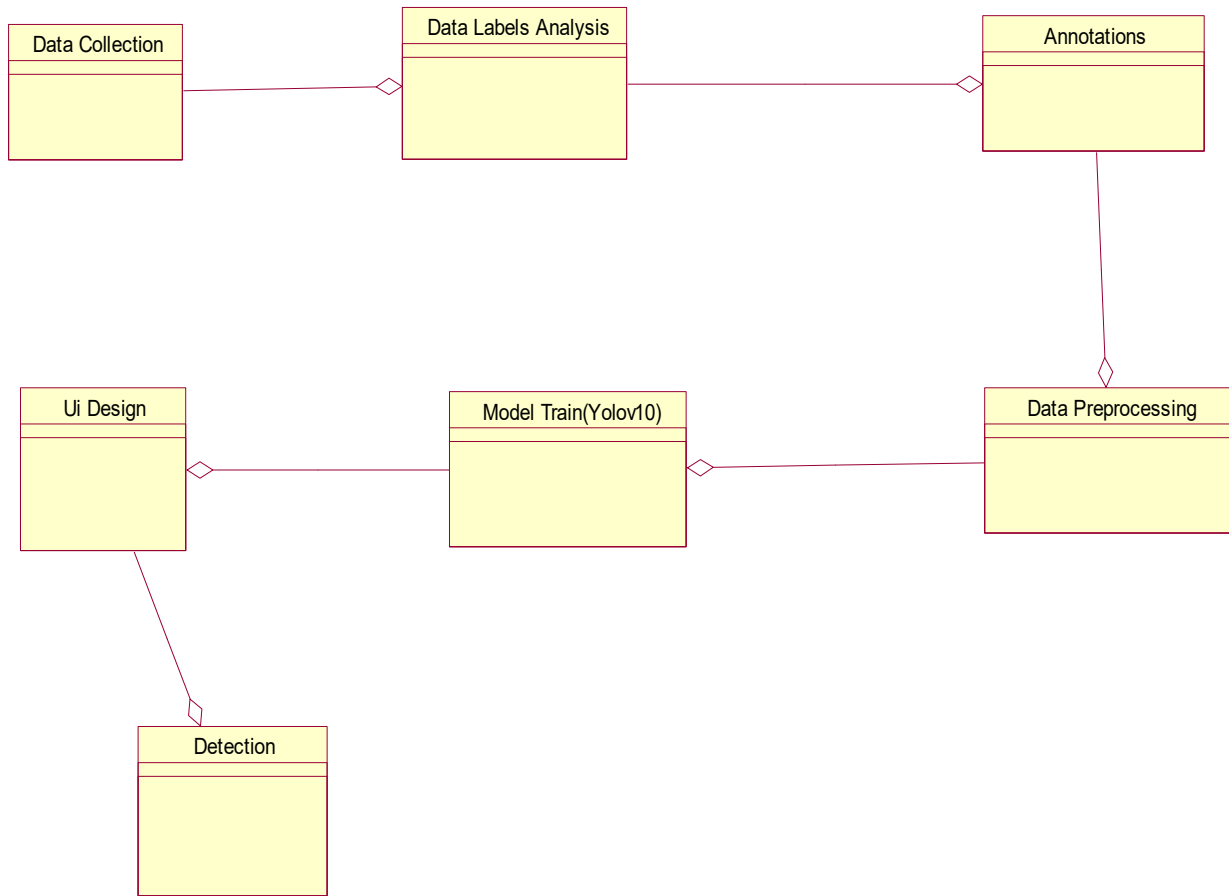 Data Collection
Data Labels Analysis
Annotations
Ui Design
Model Train(Yolov10)
Data Preprocessing
Detection